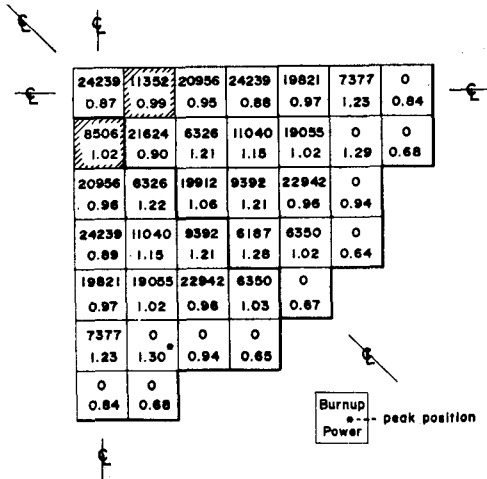 ℄ ℄
24239 11352 20956 24239 19821 7377 0
0.87 0.99 0.95 0.88 0.97 1.23 0.84
℄ ℄
8506 21624 6326 11040 19055 0 0
1.02 0.90 1.21 1.15 1.02 1.29 0.68
20956 6326 19912 9392 22942 0
0.96 1.22 1.06 1.21 0.96 0.94
24239 11040 9392 6187 6350 0
0.89 1.15 1.21 1.28 1.02 0.64
19821 19055 22942 6350 0
0.97 1.02 0.96 1.03 0.67
7377 0 0 0
1.23 1.30 0.94 0.65
℄
0 0
0.84 0.68
Burnup
Power
peak position
℄